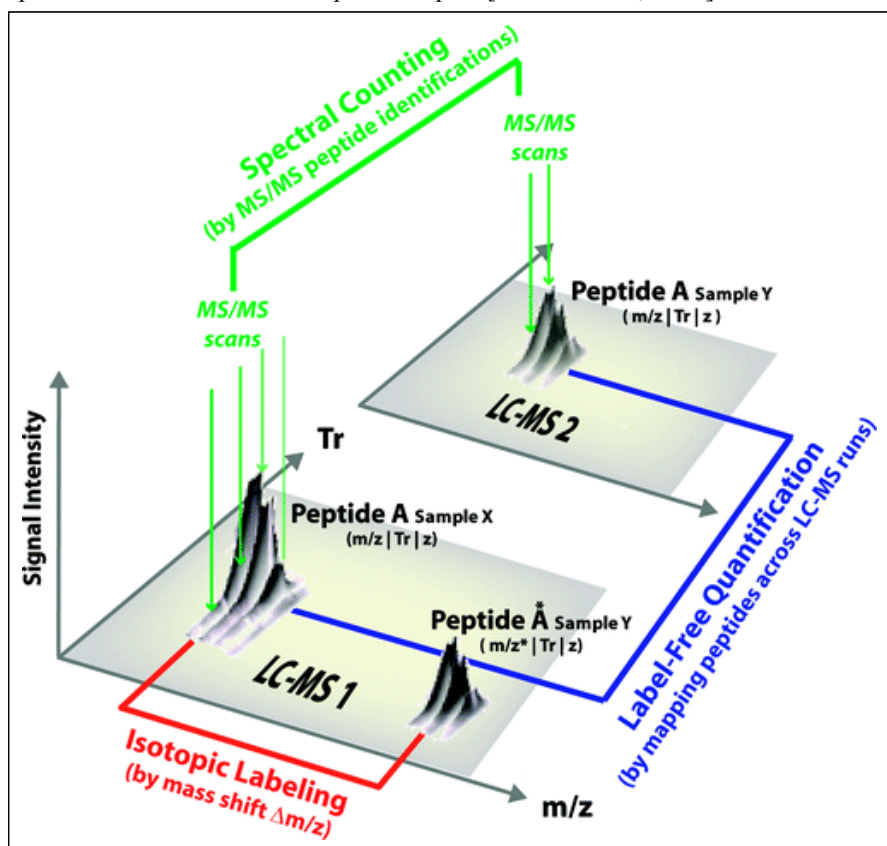 Spectral Counting
(by MS/MS peptide identifications)
MS/MS
scans
MS/MS
scans
Peptide A Sample Y
( m/z | Tr | z )
LC-MS 2
Tr
Signal Intensity
Peptide A Sample X
(m/z | Tr | z)
Peptide Å Sample Y
( m/z* | Tr | z)
LC-MS 1
Label-Free Quantification
(by mapping peptides across LC-MS runs)
Isotopic Labeling
(by mass shift Δm/z)
m/z